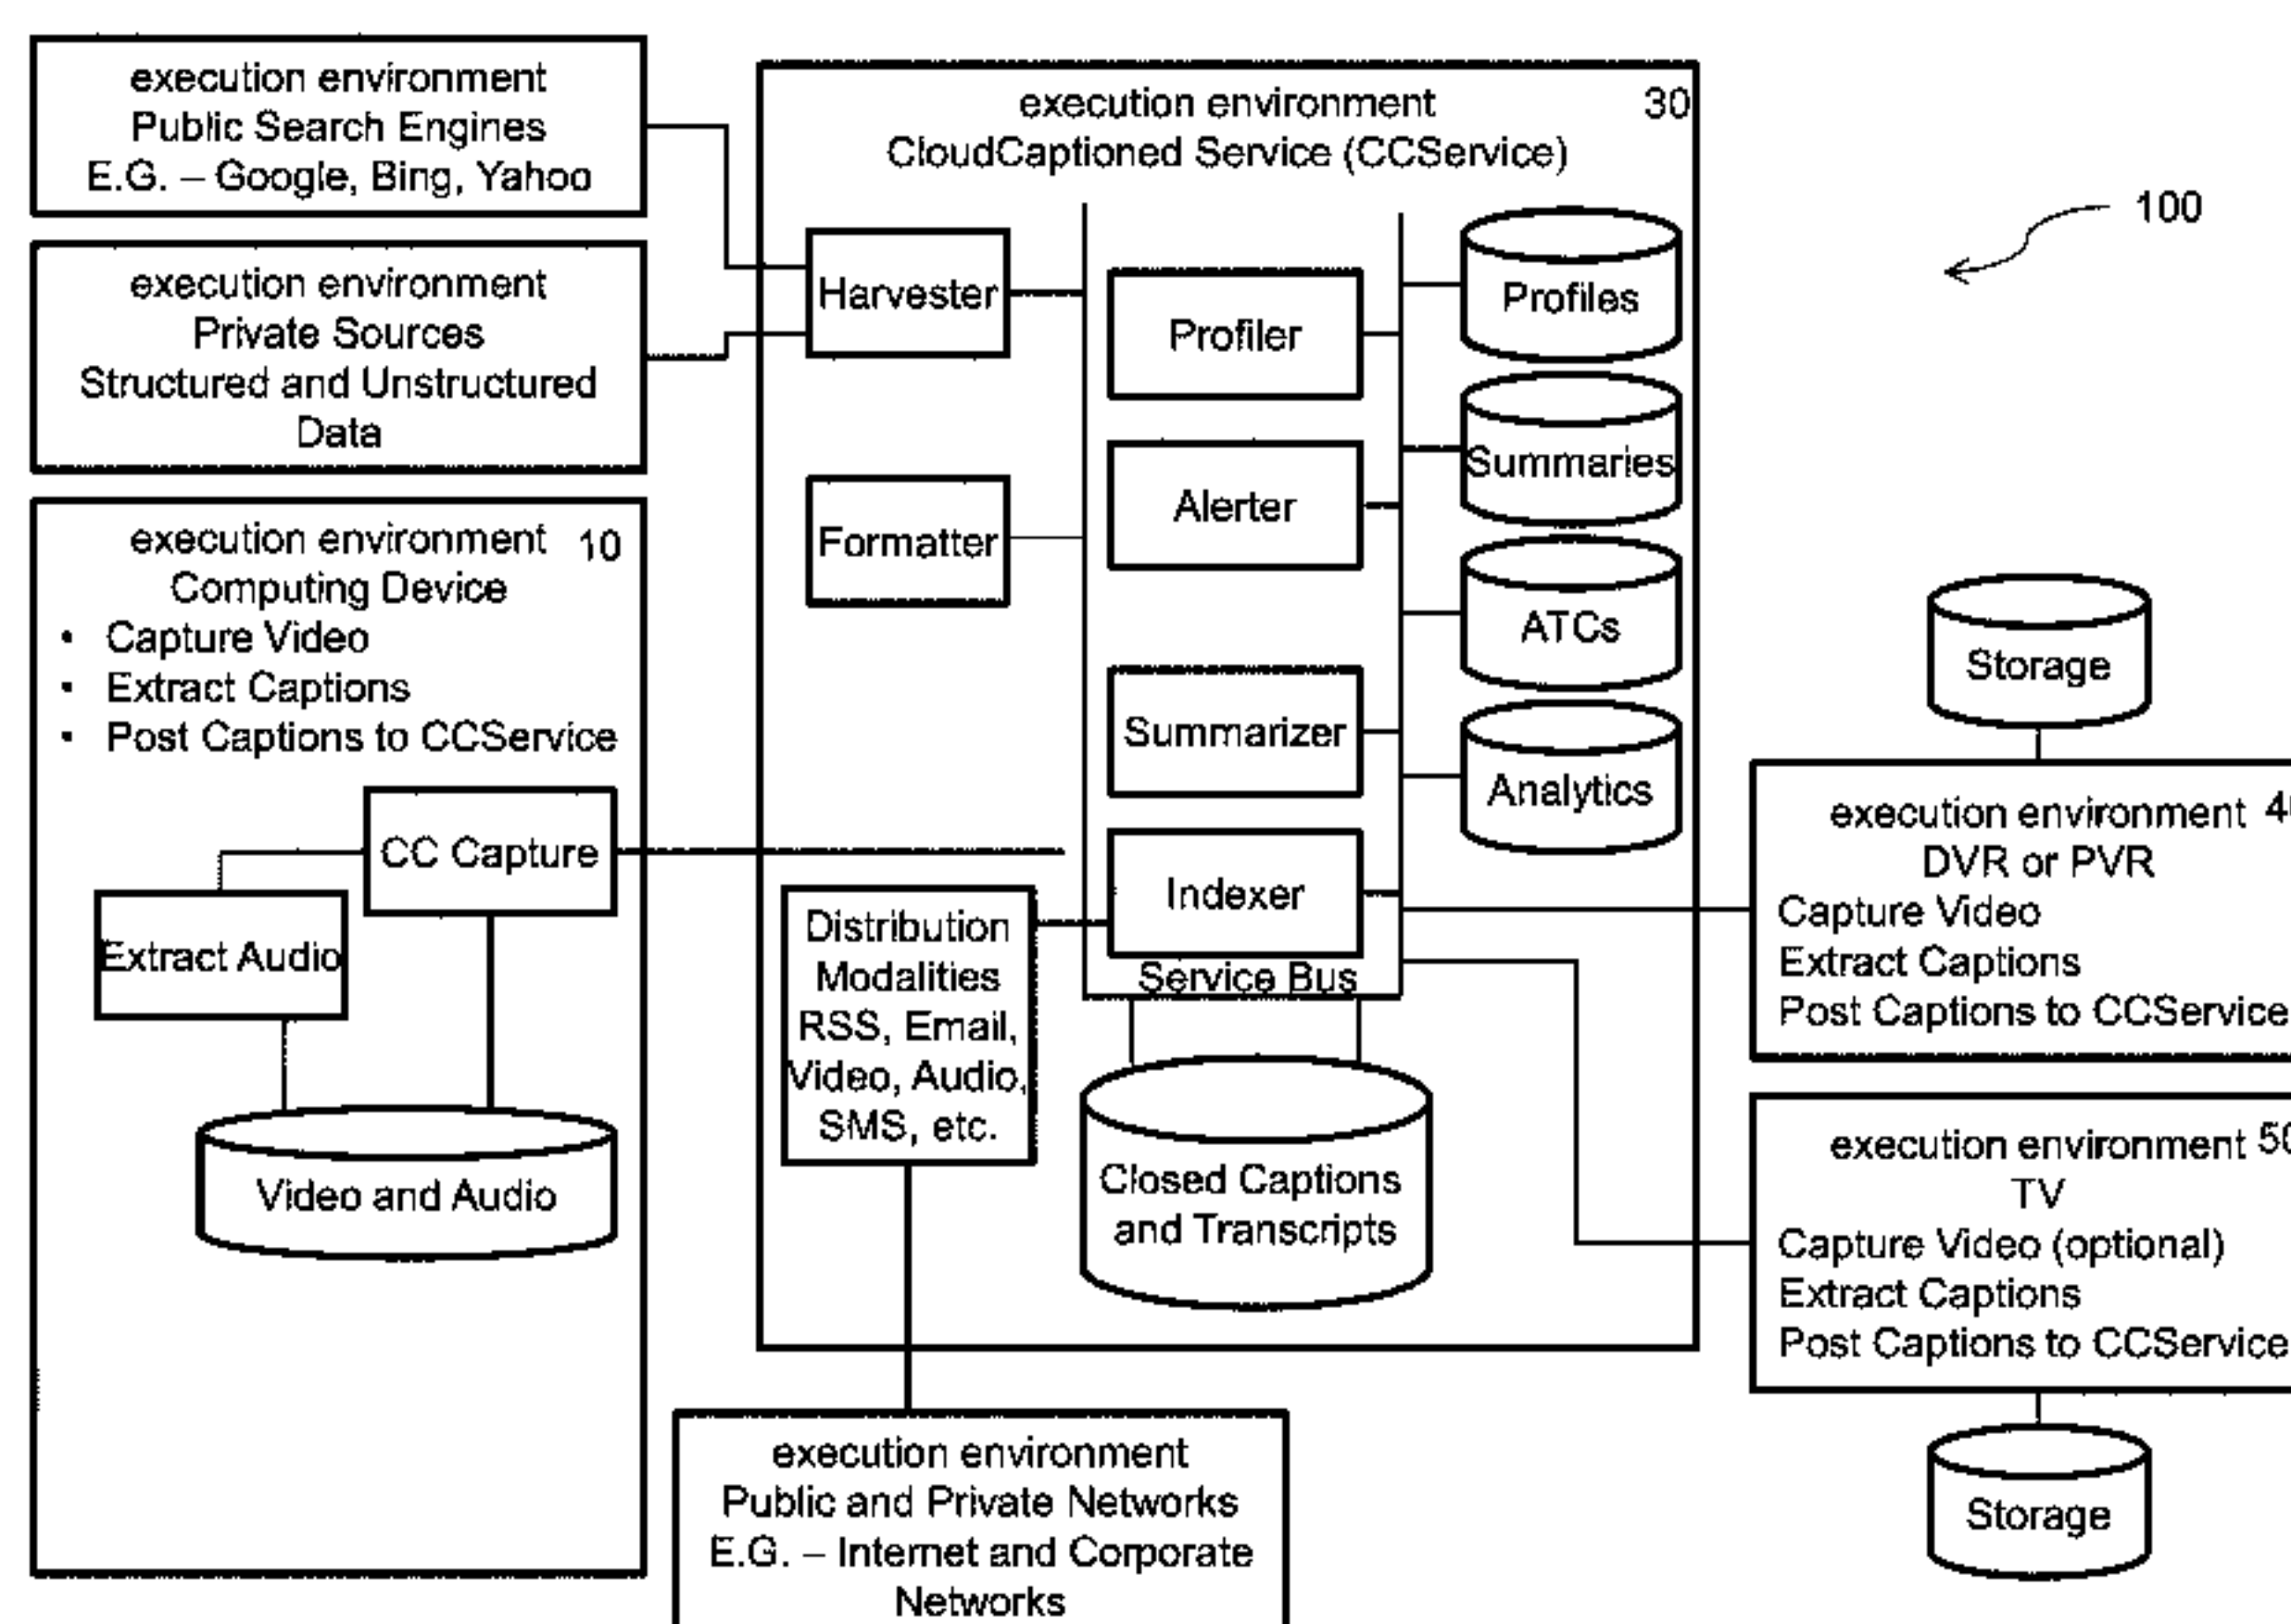 execution environment
Public Search Engines
E.G. – Google, Bing, Yahoo
execution environment
Private Sources
Structured and Unstructured
Data
execution environment 10
Computing Device
• Capture Video
• Extract Captions
• Post Captions to CCService
CC Capture
Extract Audio
Video and Audio
execution environment 30
CloudCaptioned Service (CCService)
Harvester
Formatter
Profiler
Alerter
Summarizer
Indexer
Service Bus
Profiles
Summaries
ATCs
Analytics
Distribution
Modalities
RSS, Email,
Video, Audio,
SMS, etc.
Closed Captions
and Transcripts
execution environment
Public and Private Networks
E.G. – Internet and Corporate
Networks
100
Storage
execution environment
DVR or PVR
Capture Video
Extract Captions
Post Captions to CCService
execution environment
TV
Capture Video (optional)
Extract Captions
Post Captions to CCService
Storage